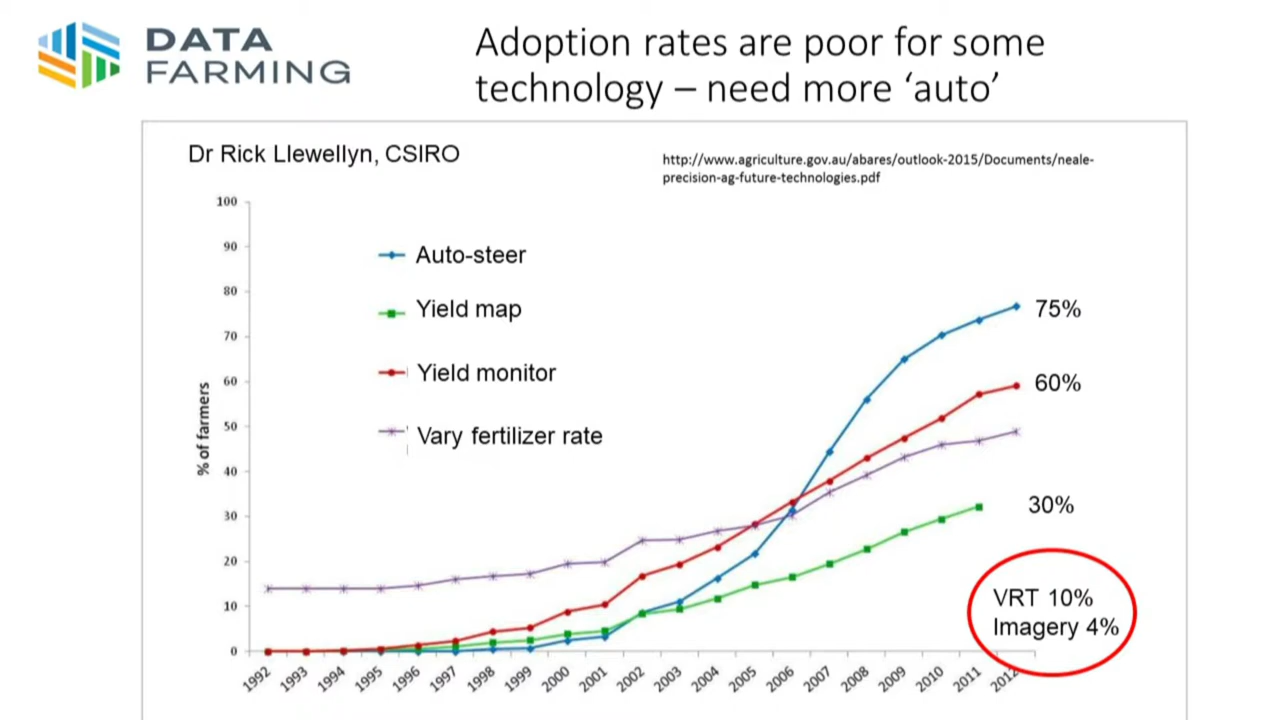 DATA
FARMING
Adoption rates are poor for some
technology – need more ‘auto’
Dr Rick Llewellyn, CSIRO
http://www.agriculture.gov.au/abares/outlook-2015/Documents/neale-
precision-ag-future-technologies.pdf
100
90
80
70
60
50
40
30
20
10
0
% of farmers
Auto-steer
Yield map
Yield monitor
Vary fertilizer rate
75%
60%
30%
VRT 10%
Imagery 4%
1992
1993
1994
1995
1996
1997
1998
1999
2000
2001
2002
2003
2004
2005
2006
2007
2008
2009
2010
2011
2012